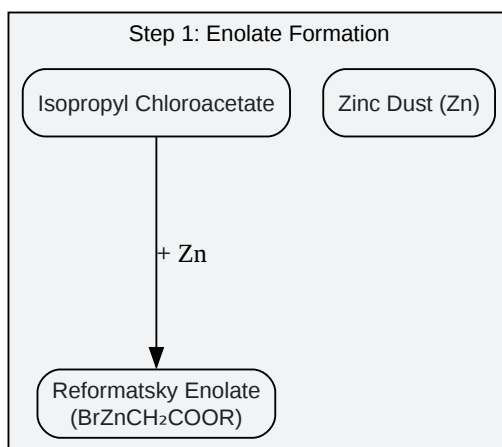 Step 1: Enolate Formation
Isopropyl Chloroacetate
Zinc Dust (Zn)
+ Zn
Reformatsky Enolate
(BrZnCH₂COOR)